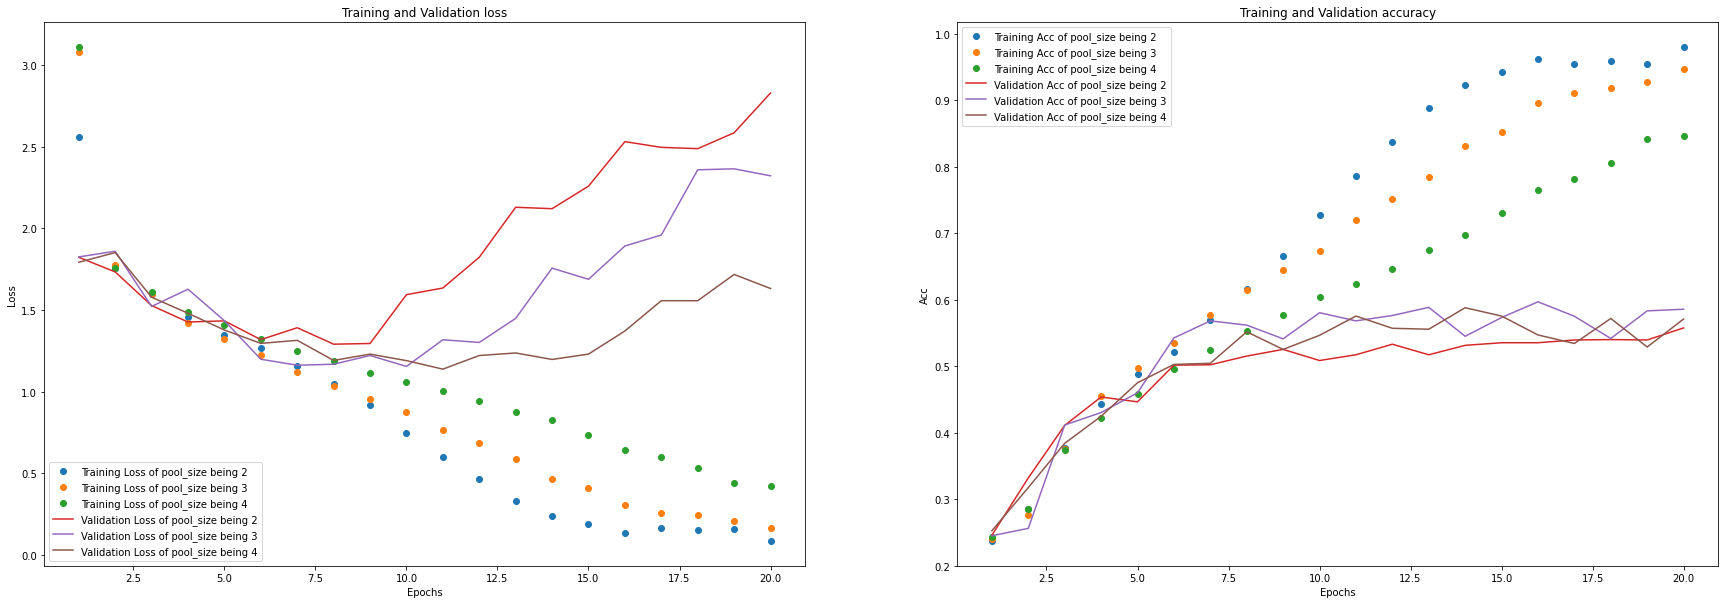 Training and Validation loss
Loss
3.0
2.5
2.0
1.5
1.0
0.5
0.0
Training Loss of pool_size being 2
Training Loss of pool_size being 3
Training Loss of pool_size being 4
Validation Loss of pool_size being 2
Validation Loss of pool_size being 3
Validation Loss of pool_size being 4
2.5 5.0 7.5 10.0 12.5 15.0 17.5 20.0
Epochs
Training and Validation accuracy
Acc
1.0
0.9
0.8
0.7
0.6
0.5
0.4
0.3
0.2
Training Acc of pool_size being 2
Training Acc of pool_size being 3
Training Acc of pool_size being 4
Validation Acc of pool_size being 2
Validation Acc of pool_size being 3
Validation Acc of pool_size being 4
2.5 5.0 7.5 10.0 12.5 15.0 17.5 20.0
Epochs